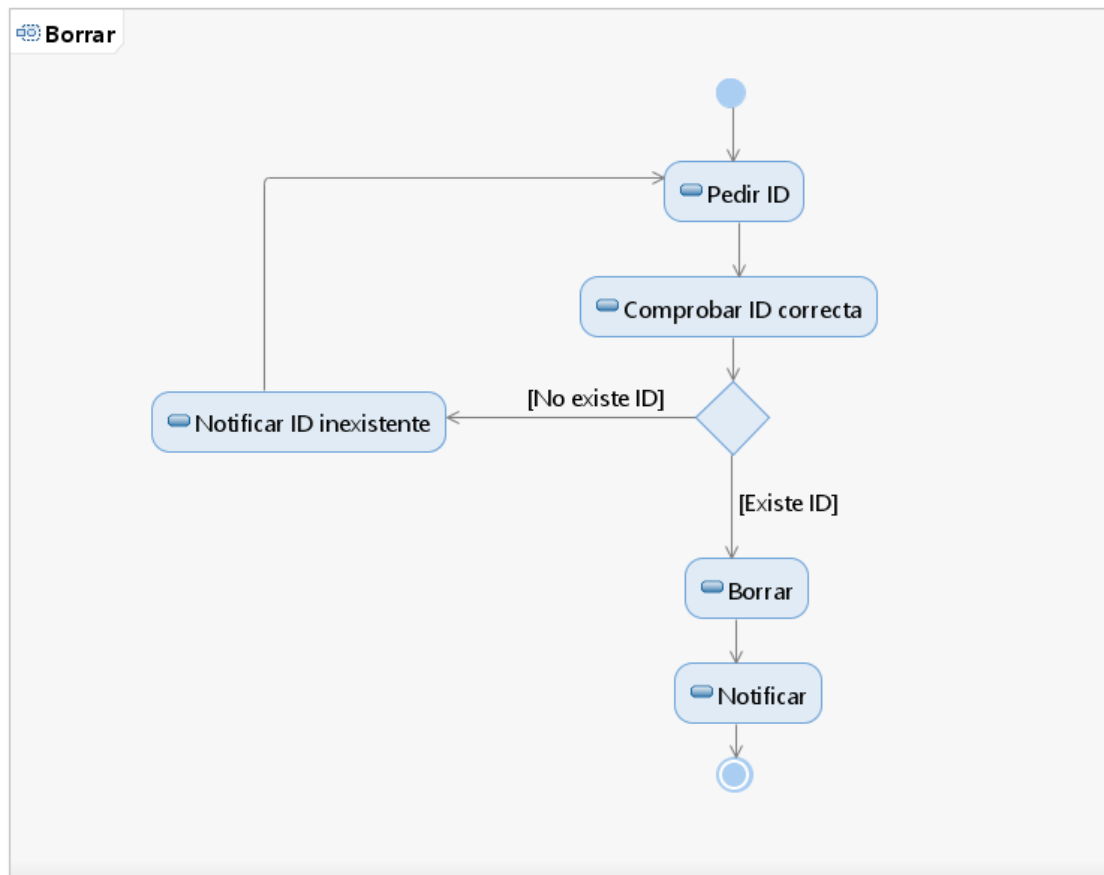 Borrar
Pedir ID
Comprobar ID correcta
[No existe ID]
Notificar ID inexistente
[Existe ID]
Borrar
Notificar